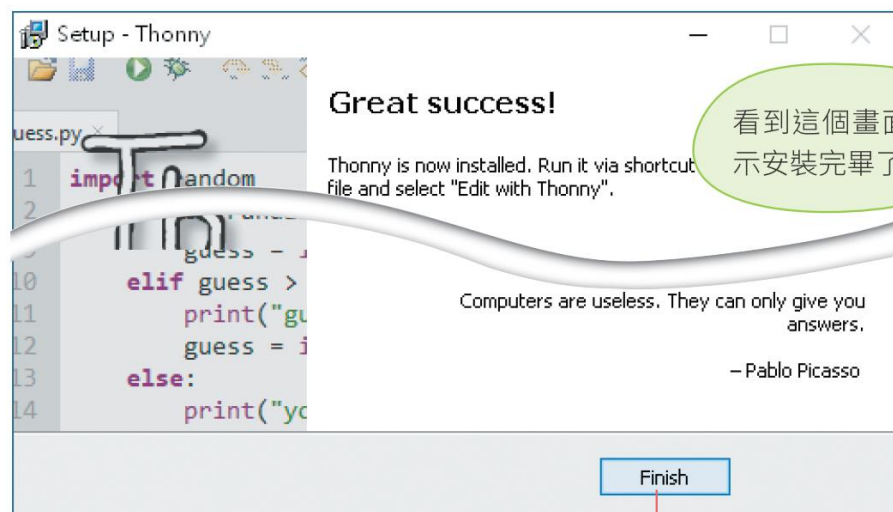 Setup - Thonny
uess.py ×
1 import random
2
guess = i
10 elif guess >
11 print("gu
12 guess = i
13 else:
14 print("yo
Great success!
Thonny is now installed. Run it via shortcut
file and select "Edit with Thonny".
看到這個畫面
示安裝完畢了
Computers are useless. They can only give you
answers.
– Pablo Picasso
Finish